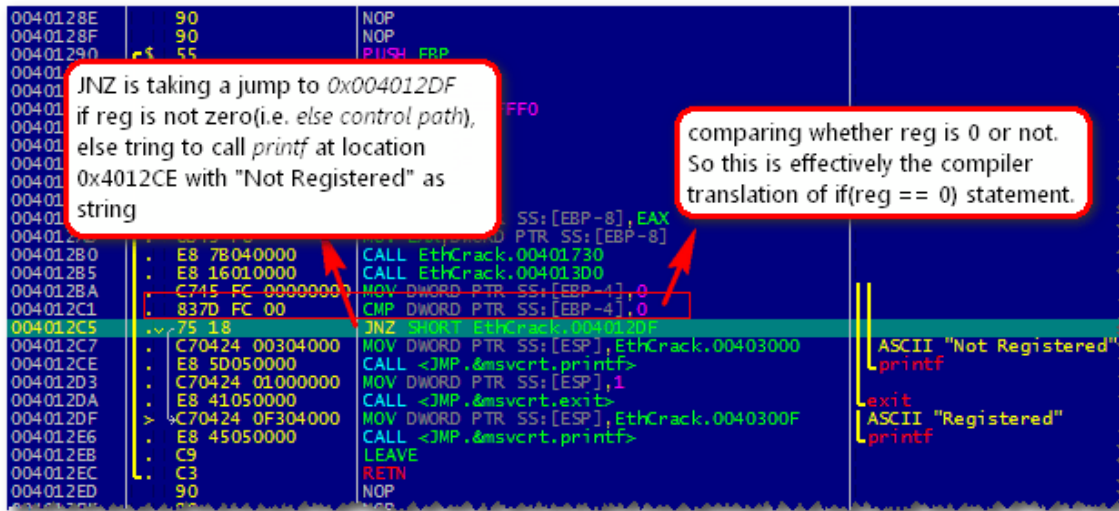 0040128E 90 NOP
0040128F 90 NOP
00401290 $ 55 PUSH EBP
JNZ is taking a jump to 0x004012DF
if reg is not zero(i.e. else control path),
else tring to call printf at location
0x4012CE with "Not Registered" as
string
comparing whether reg is 0 or not.
So this is effectively the compiler
translation of if(reg == 0) statement.
SS:[EBP-8],EAX
PTR SS:[EBP-8]
004012B0 . E8 7B040000 CALL EthCrack.00401730
004012B5 . E8 16010000 CALL EthCrack.004013D0
004012BA . C745 FC 00000000 MOV DWORD PTR SS:[EBP-4],0
004012C1 . 837D FC 00 CMP DWORD PTR SS:[EBP-4],0
004012C5 . 75 18 JNZ SHORT EthCrack.004012DF
004012C7 . C70424 00304000 MOV DWORD PTR SS:[ESP],EthCrack.00403000 ASCII "Not Registered"
004012CE . E8 5D050000 CALL <JMP.&msvcrt.printf> printf
004012D3 . C70424 01000000 MOV DWORD PTR SS:[ESP],1
004012DA . E8 41050000 CALL <JMP.&msvcrt.exit> exit
004012DF > C70424 0F304000 MOV DWORD PTR SS:[ESP],EthCrack.0040300F ASCII "Registered"
004012E6 . E8 45050000 CALL <JMP.&msvcrt.printf> printf
004012EB . C9 LEAVE
004012EC . C3 RETN
004012ED 90 NOP